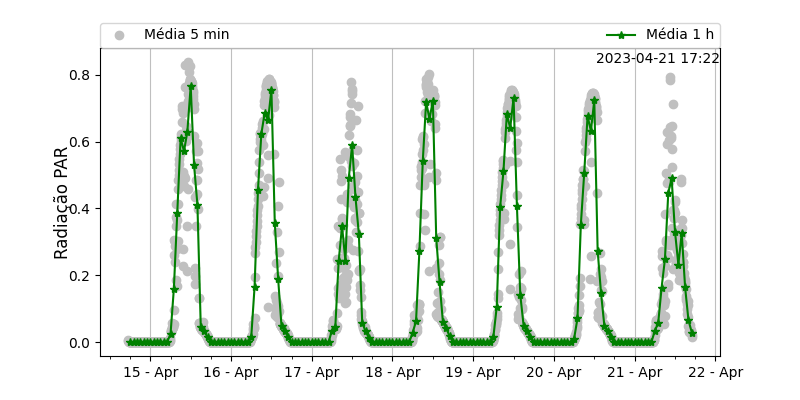 Média 5 min
Média 1 h
2023-04-21 17:22
Radiação PAR
0.8
0.6
0.4
0.2
0.0
15 - Apr
16 - Apr
17 - Apr
18 - Apr
19 - Apr
20 - Apr
21 - Apr
22 - Apr